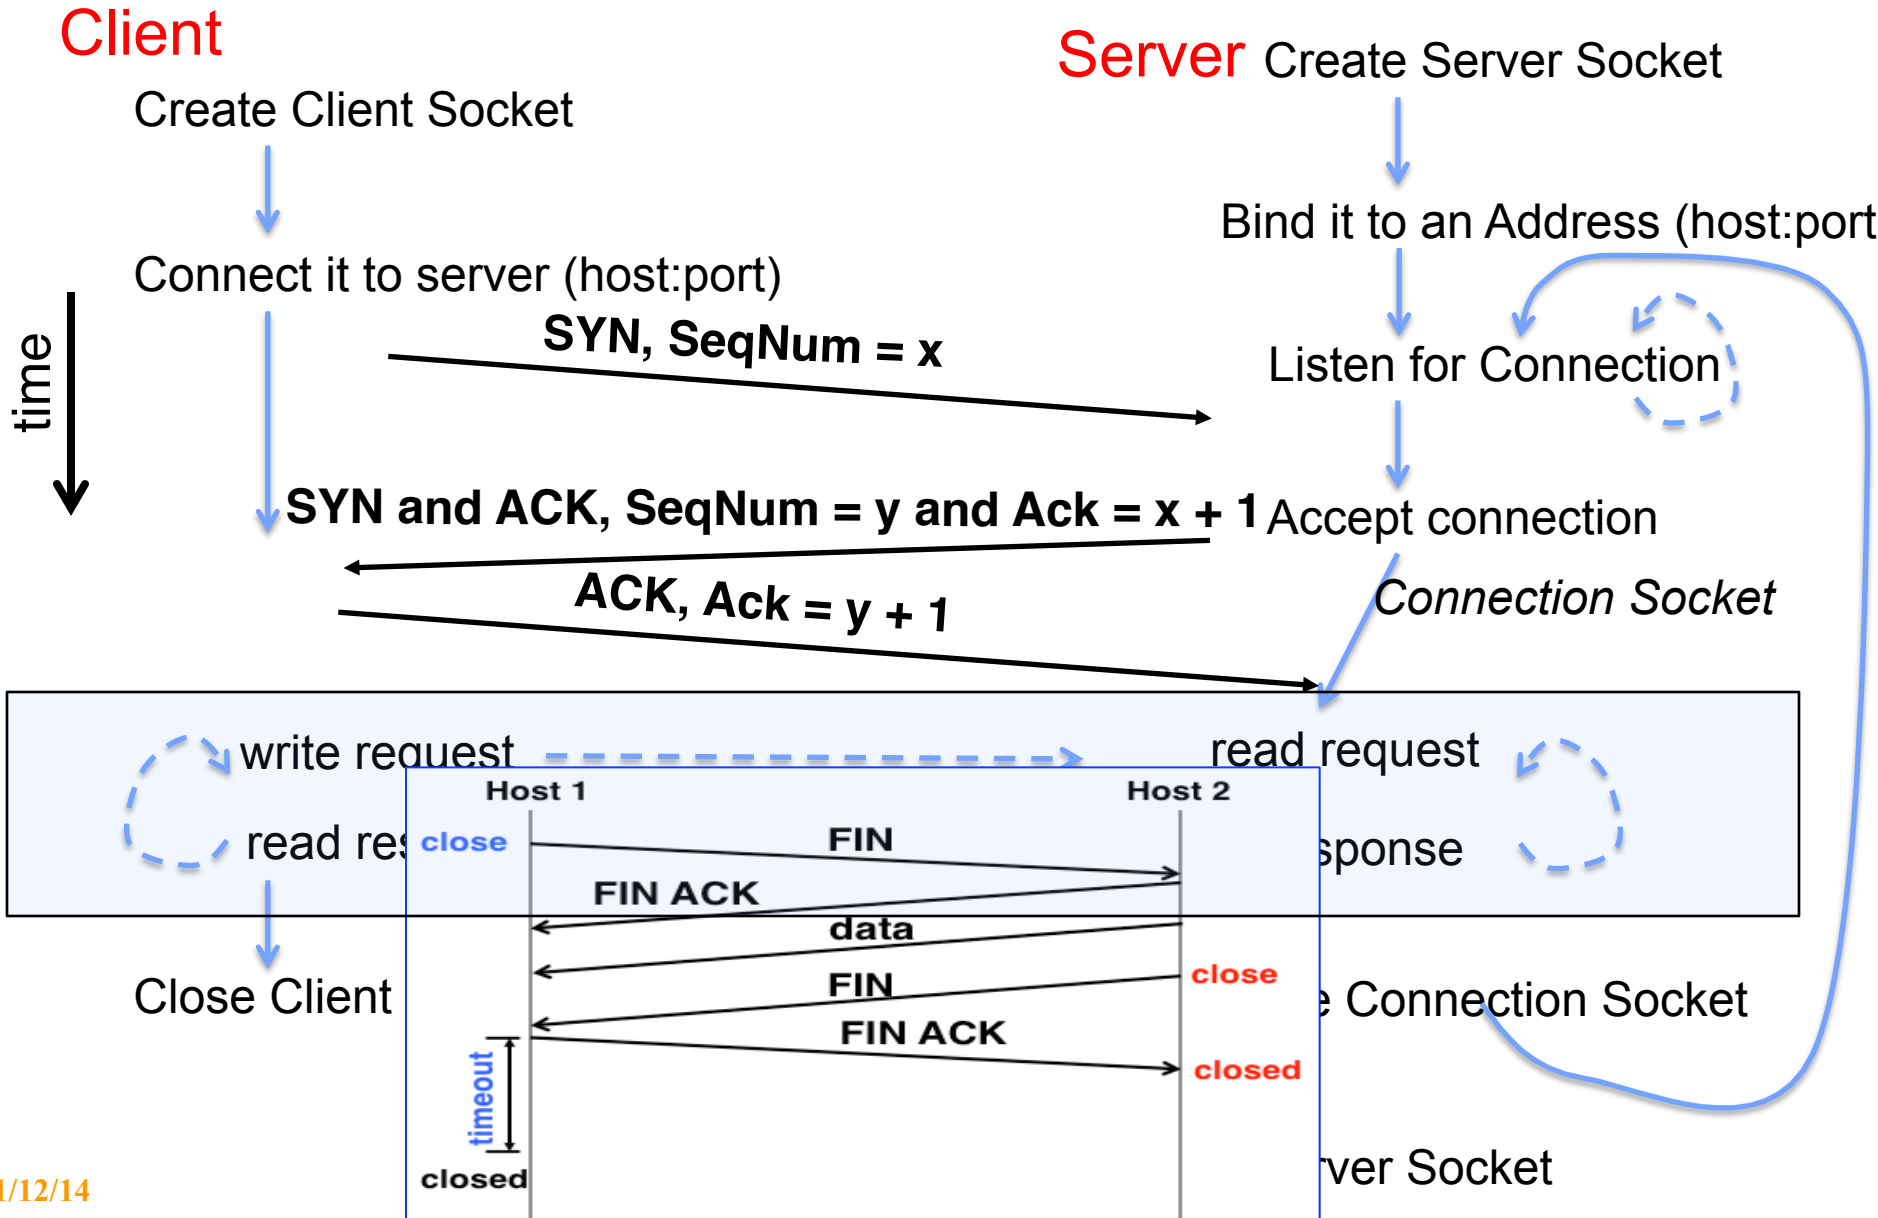 Client
Server Create Server Socket
Create Client Socket
Bind it to an Address (host:port
Connect it to server (host:port)
time
SYN, SeqNum = x
Listen for Connection
SYN and ACK, SeqNum = y and Ack = x + 1
Accept connection
ACK, Ack = y + 1
Connection Socket
write request
read request
Host 1
Host 2
read res
close
FIN
sponse
FIN ACK
data
close
FIN
Close Client
e Connection Socket
FIN ACK
closed
timeout
closed
rver Socket
1/12/14